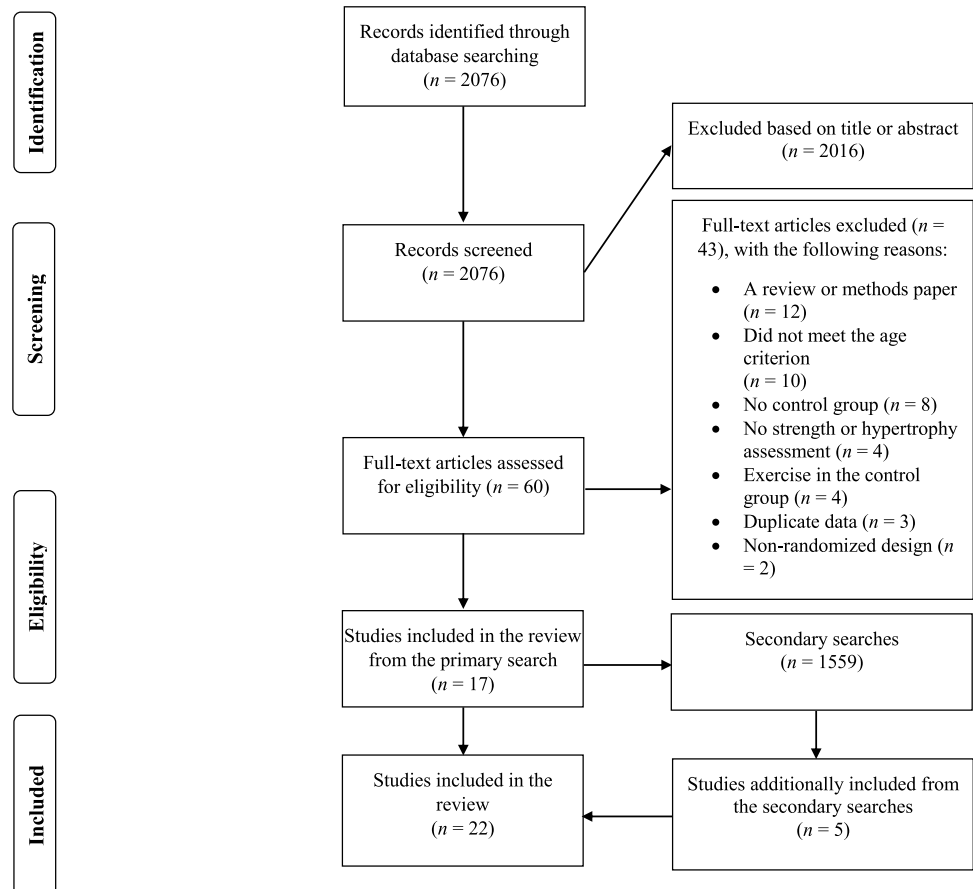 Identification
Records identified through
database searching
(n = 2076)
Excluded based on title or abstract
(n = 2016)
Screening
Records screened
(n = 2076)
Full-text articles excluded (n =
43), with the following reasons:
• A review or methods paper
(n = 12)
• Did not meet the age
criterion
(n = 10)
• No control group (n = 8)
• No strength or hypertrophy
assessment (n = 4)
• Exercise in the control
group (n = 4)
• Duplicate data (n = 3)
• Non-randomized design (n
= 2)
Eligibility
Full-text articles assessed
for eligibility (n = 60)
Studies included in the review
from the primary search
(n = 17)
Secondary searches
(n = 1559)
Included
Studies included in the
review
(n = 22)
Studies additionally included from
the secondary searches
(n = 5)